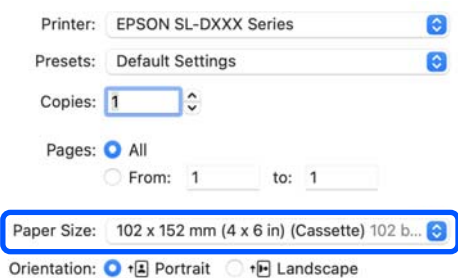 Printer: EPSON SL-DXXX Series
Presets: Default Settings
Copies: 1
Pages: All
From: 1 to: 1
Paper Size: 102 x 152 mm (4 x 6 in) (Cassette) 102 b...
Orientation: Portrait Landscape